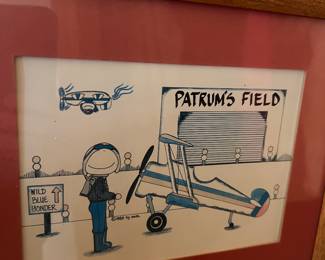 PATRUM'S FIELD
WILD
BLUE
YONDER